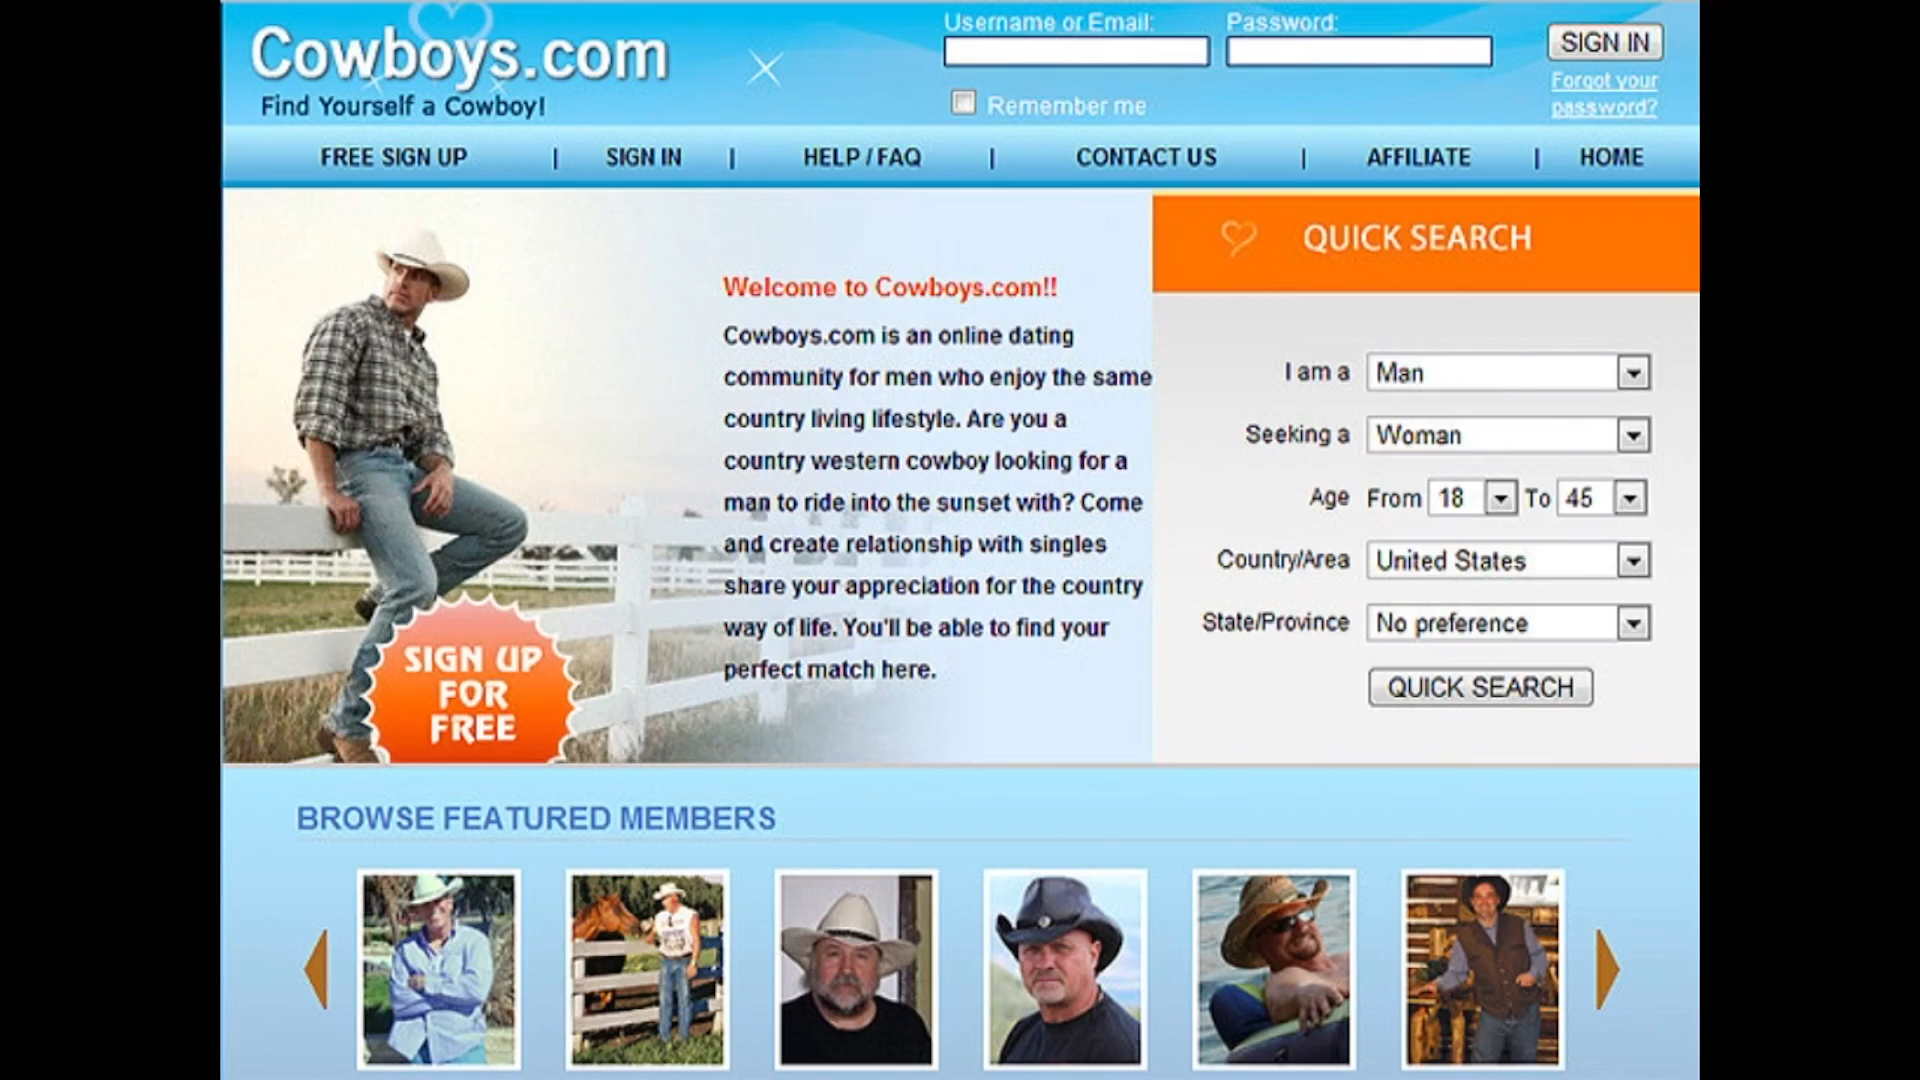 Cowboys.com
Find Yourself a Cowboy!
Username or Email:
Password:
SIGN IN
Remember me
Forgot your
password?
FREE SIGN UP | SIGN IN | HELP / FAQ | CONTACT US | AFFILIATE | HOME
Welcome to Cowboys.com!!
Cowboys.com is an online dating
community for men who enjoy the same
country living lifestyle. Are you a
country western cowboy looking for a
man to ride into the sunset with? Come
and create relationship with singles
share your appreciation for the country
way of life. You'll be able to find your
perfect match here.
SIGN UP
FOR
FREE
QUICK SEARCH
I am a Man
Seeking a Woman
Age From 18 To 45
Country/Area United States
State/Province No preference
QUICK SEARCH
BROWSE FEATURED MEMBERS